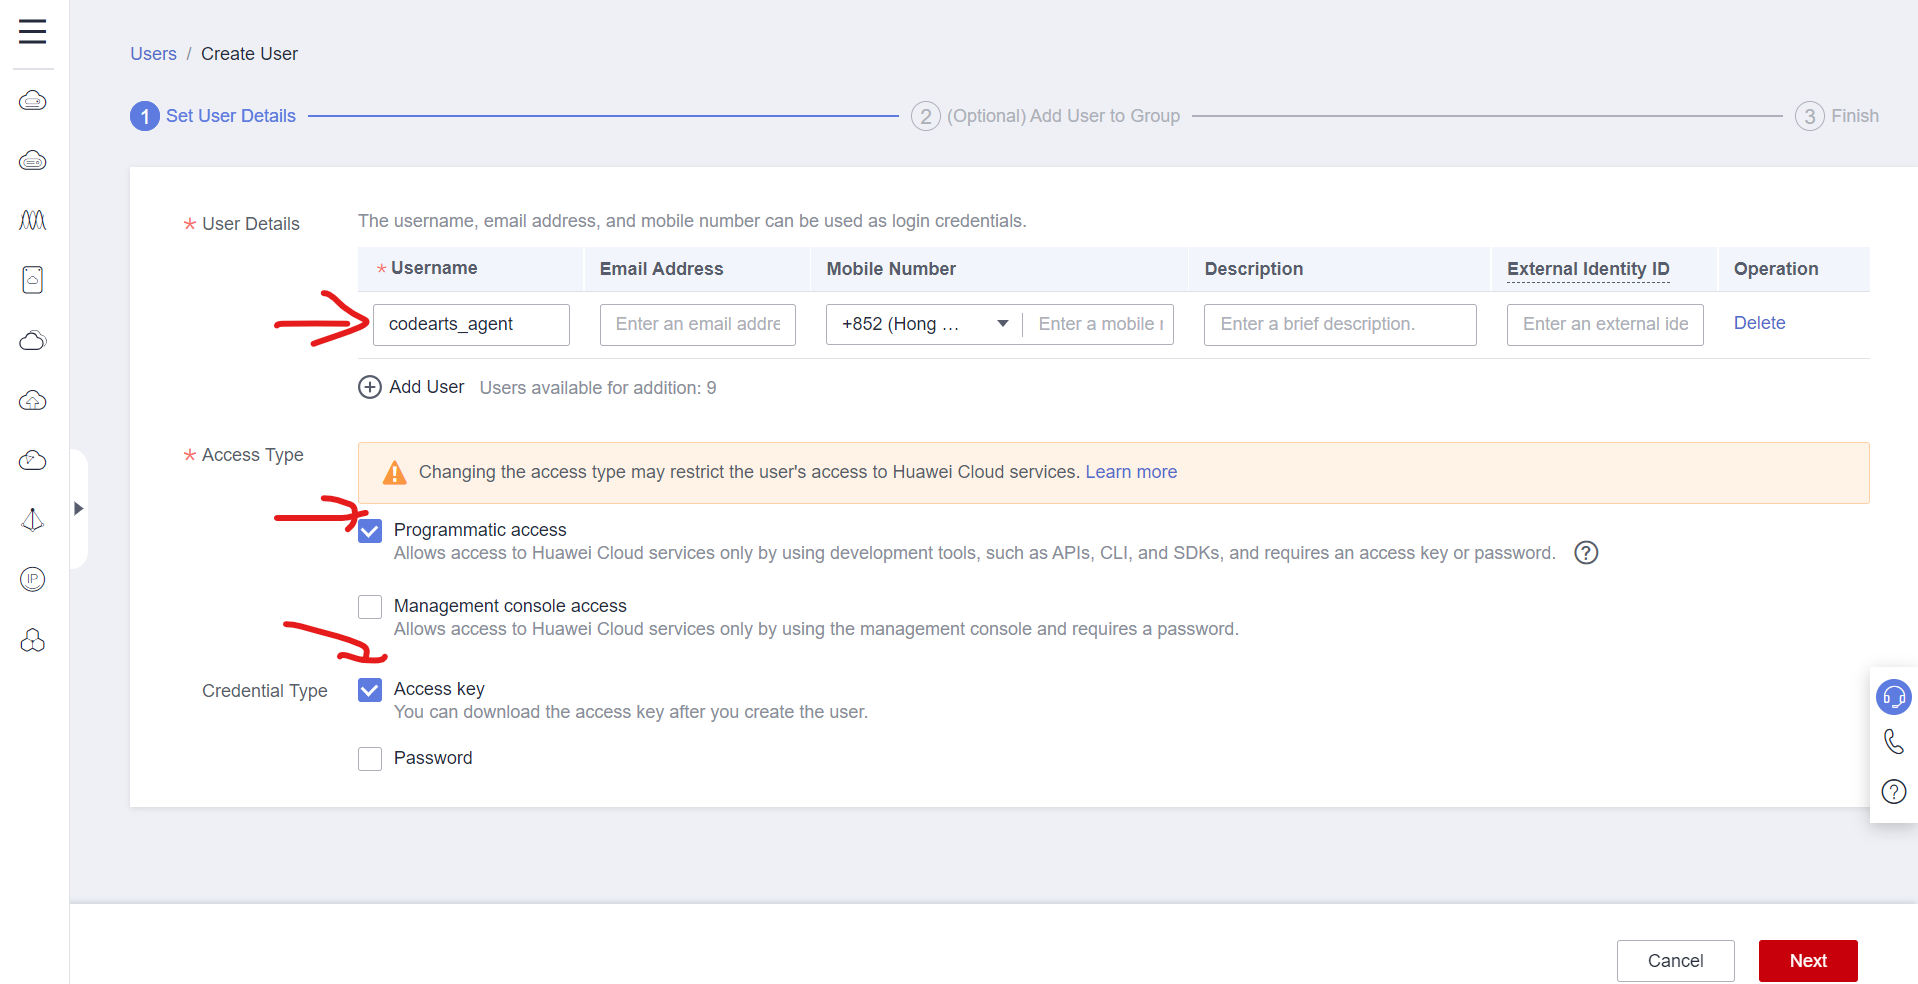 Users / Create User
1 Set User Details
2 (Optional) Add User to Group
3 Finish
* User Details
The username, email address, and mobile number can be used as login credentials.
* Username Email Address Mobile Number Description External Identity ID Operation
codearts_agent Enter an email addre +852 (Hong ... Enter a mobile r Enter a brief description. Enter an external ide Delete
Add User Users available for addition: 9
* Access Type
Changing the access type may restrict the user's access to Huawei Cloud services. Learn more
Programmatic access
Allows access to Huawei Cloud services only by using development tools, such as APIs, CLI, and SDKs, and requires an access key or password. ?
Management console access
Allows access to Huawei Cloud services only by using the management console and requires a password.
Credential Type
Access key
You can download the access key after you create the user.
Password
IP
?
Cancel Next